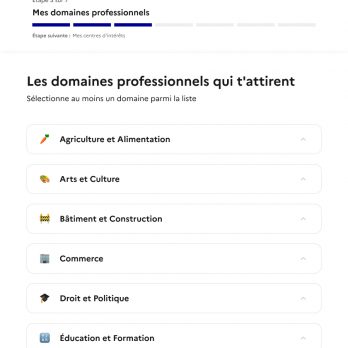 Étape 3 sur 7
Mes domaines professionnels
Étape suivante : Mes centres d'intérêts
Les domaines professionnels qui t'attirent
Sélectionne au moins un domaine parmi la liste
Agriculture et Alimentation
Arts et Culture
Bâtiment et Construction
Commerce
Droit et Politique
Éducation et Formation